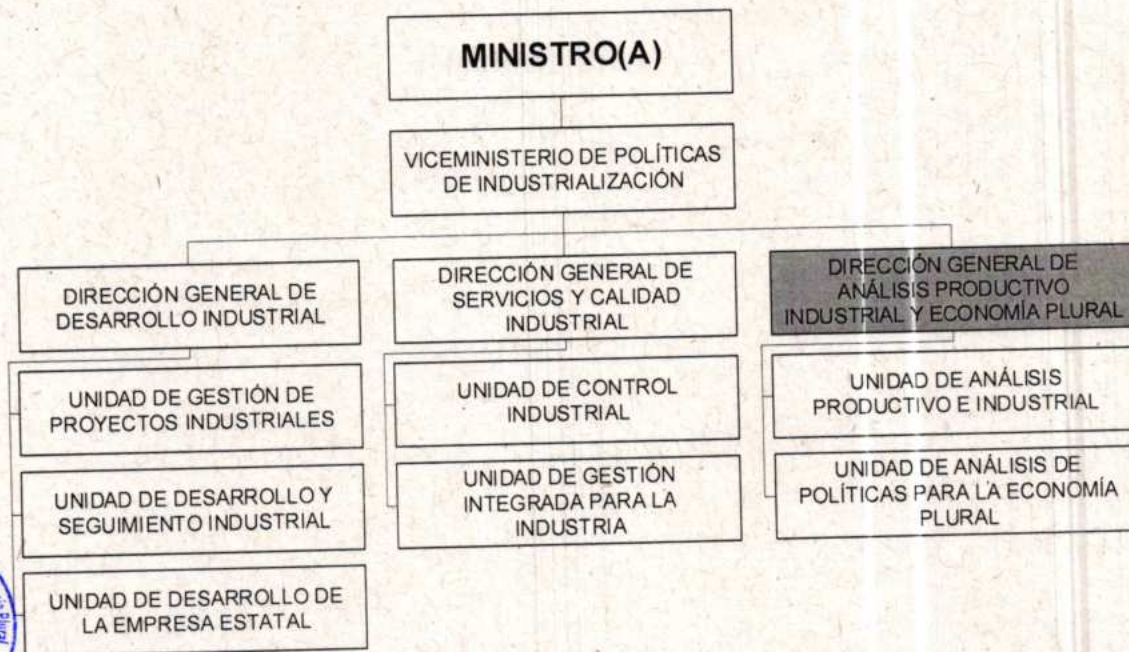 MINISTRO(A)
VICEMINISTERIO DE POLÍTICAS
DE INDUSTRIALIZACIÓN
DIRECCIÓN GENERAL DE
DESARROLLO INDUSTRIAL
UNIDAD DE GESTIÓN DE
PROYECTOS INDUSTRIALES
UNIDAD DE DESARROLLO Y
SEGUIMIENTO INDUSTRIAL
UNIDAD DE DESARROLLO DE
LA EMPRESA ESTATAL
DIRECCIÓN GENERAL DE
SERVICIOS Y CALIDAD
INDUSTRIAL
UNIDAD DE CONTROL
INDUSTRIAL
UNIDAD DE GESTIÓN
INTEGRADA PARA LA
INDUSTRIA
DIRECCIÓN GENERAL DE
ANÁLISIS PRODUCTIVO
INDUSTRIAL Y ECONOMÍA PLURAL
UNIDAD DE ANÁLISIS
PRODUCTIVO E INDUSTRIAL
UNIDAD DE ANÁLISIS DE
POLÍTICAS PARA LA ECONOMÍA
PLURAL
Plural